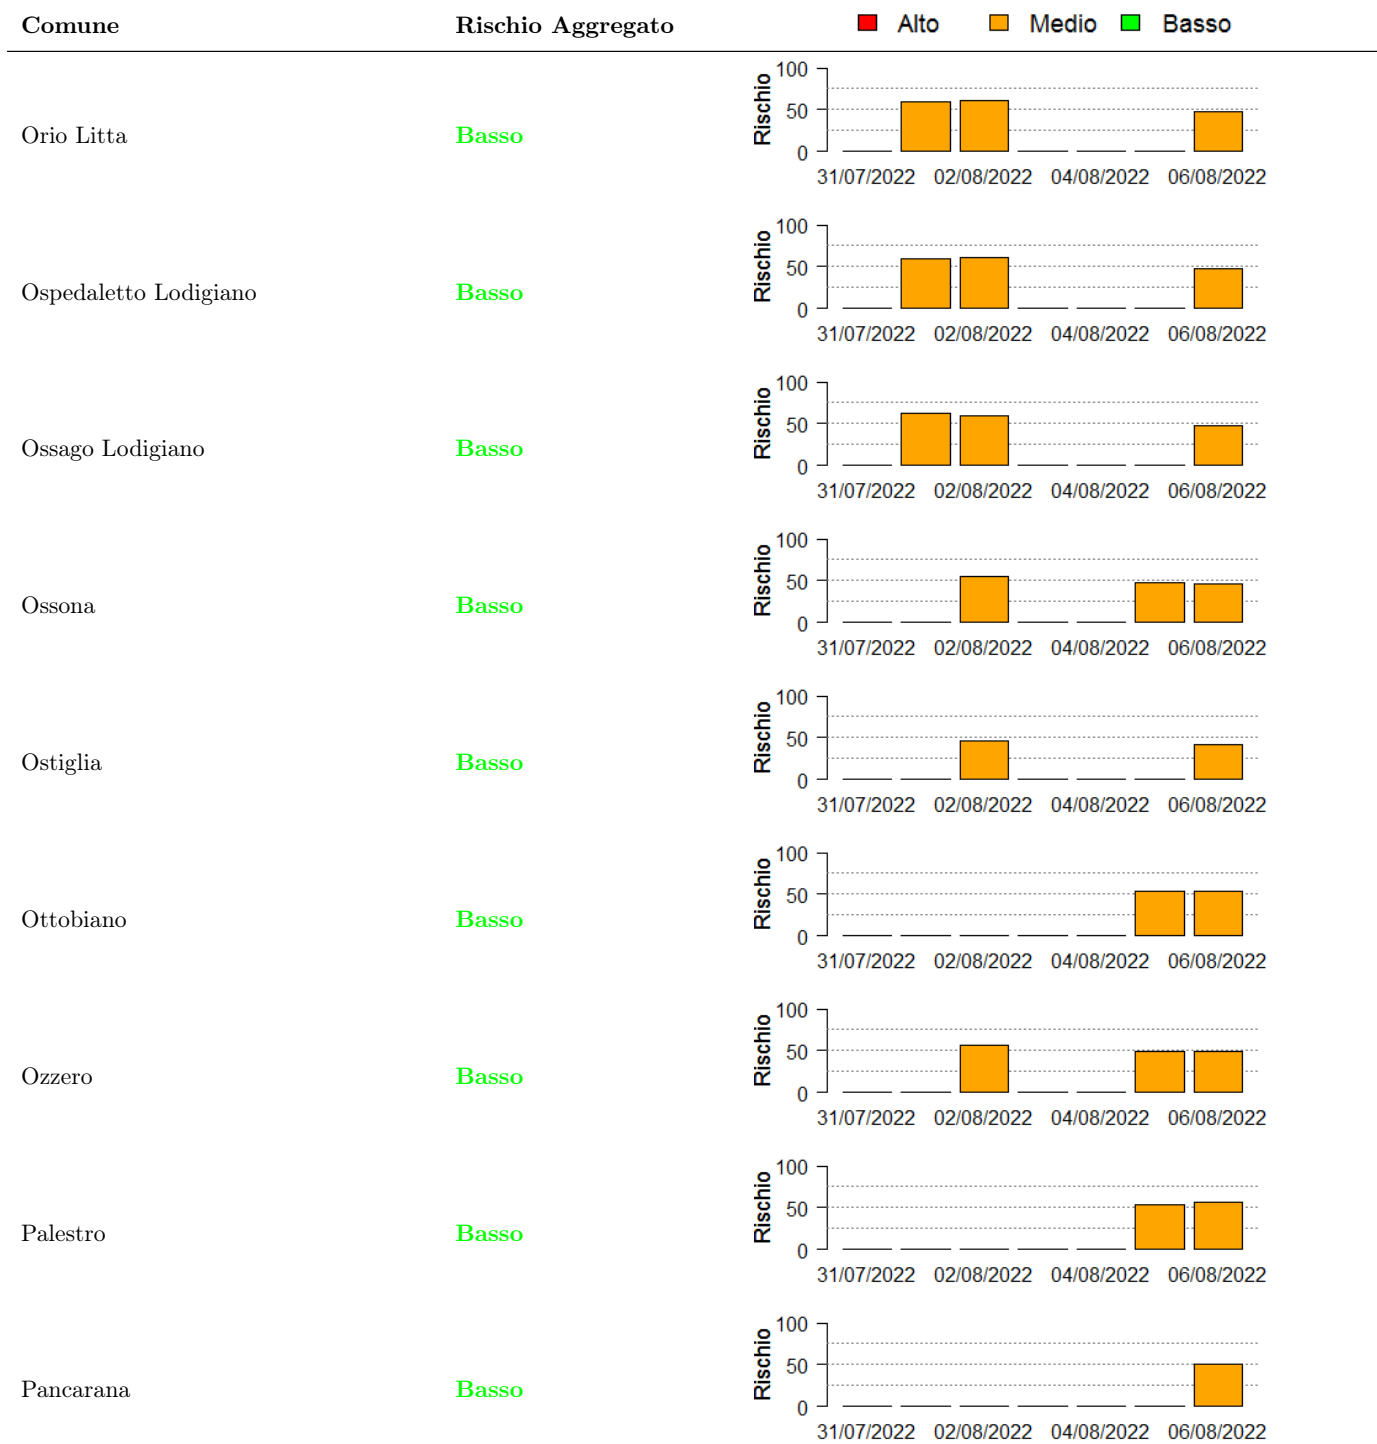 Comune Rischio Aggregato Alto Medio Basso
100
50
0
Rischio
Orio Litta Basso
31/07/2022 02/08/2022 04/08/2022 06/08/2022
100
50
0
Rischio
Ospedaletto Lodigiano Basso
31/07/2022 02/08/2022 04/08/2022 06/08/2022
100
50
0
Rischio
Ossago Lodigiano Basso
31/07/2022 02/08/2022 04/08/2022 06/08/2022
100
50
0
Rischio
Ossona Basso
31/07/2022 02/08/2022 04/08/2022 06/08/2022
100
50
0
Rischio
Ostiglia Basso
31/07/2022 02/08/2022 04/08/2022 06/08/2022
100
50
0
Rischio
Ottobiano Basso
31/07/2022 02/08/2022 04/08/2022 06/08/2022
100
50
0
Rischio
Ozzero Basso
31/07/2022 02/08/2022 04/08/2022 06/08/2022
100
50
0
Rischio
Palestro Basso
31/07/2022 02/08/2022 04/08/2022 06/08/2022
100
50
0
Rischio
Pancarana Basso
31/07/2022 02/08/2022 04/08/2022 06/08/2022